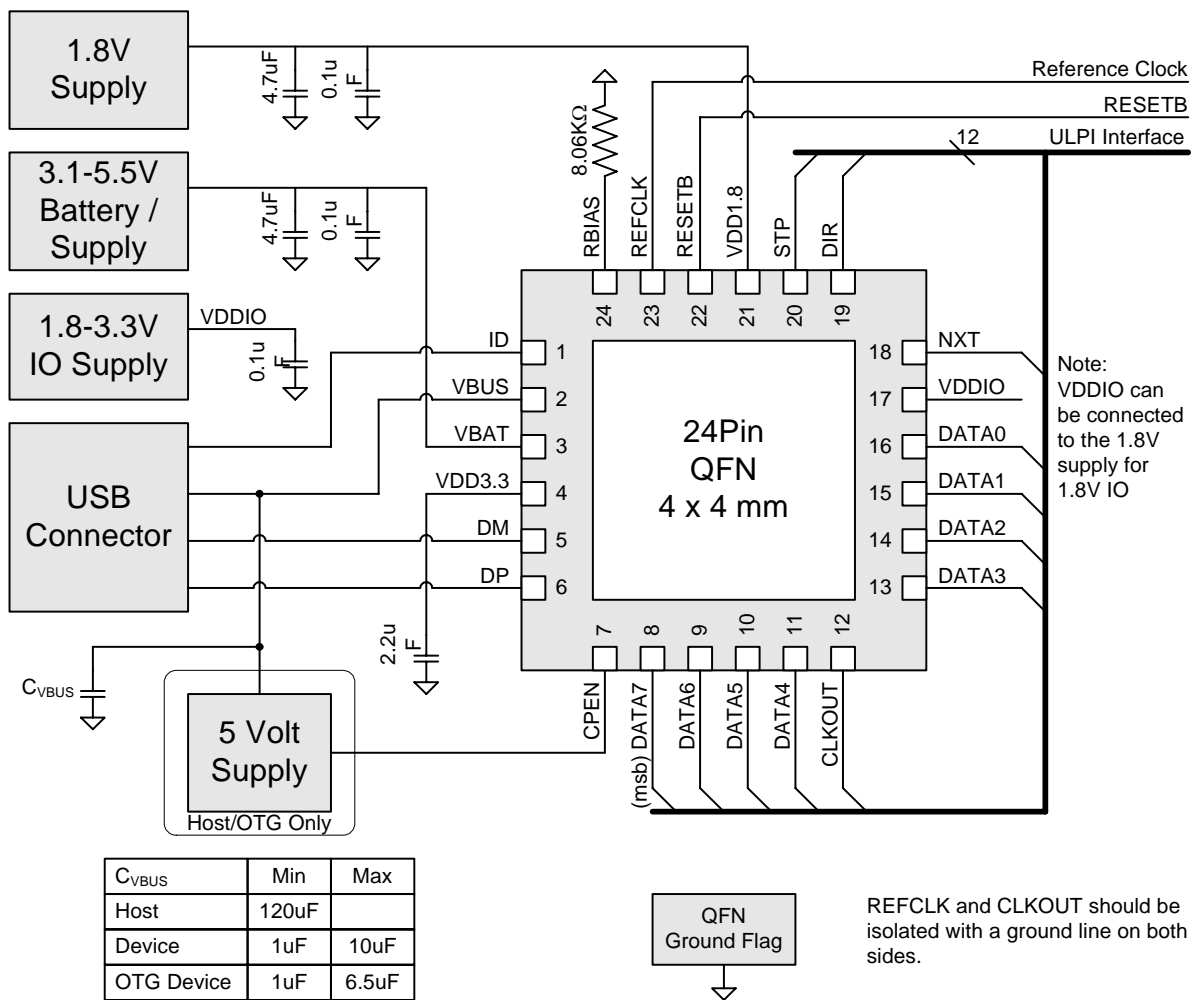 1.8V
Supply
4.7uF
0.1u
F
3.1-5.5V
Battery /
Supply
4.7uF
0.1u
F
1.8-3.3V
IO Supply
VDDIO
0.1u
F
USB
Connector
C_VBUS
5 Volt
Supply
Host/OTG Only
2.2u
F
8.06KΩ
RBIAS
REFCLK
RESETB
VDD1.8
STP
DIR
Reference Clock
RESETB
12
ULPI Interface
24
23
22
21
20
19
ID
1
VBUS
2
VBAT
3
VDD3.3
4
DM
5
DP
6
24Pin
QFN
4 x 4 mm
18
NXT
17
VDDIO
16
DATA0
15
DATA1
14
DATA2
13
DATA3
7
8
9
10
11
12
CPEN
(msb) DATA7
DATA6
DATA5
DATA4
CLKOUT
Note:
VDDIO can
be connected
to the 1.8V
supply for
1.8V IO
C_VBUS Min Max
Host 120uF
Device 1uF 10uF
OTG Device 1uF 6.5uF
QFN
Ground Flag
REFCLK and CLKOUT should be
isolated with a ground line on both
sides.